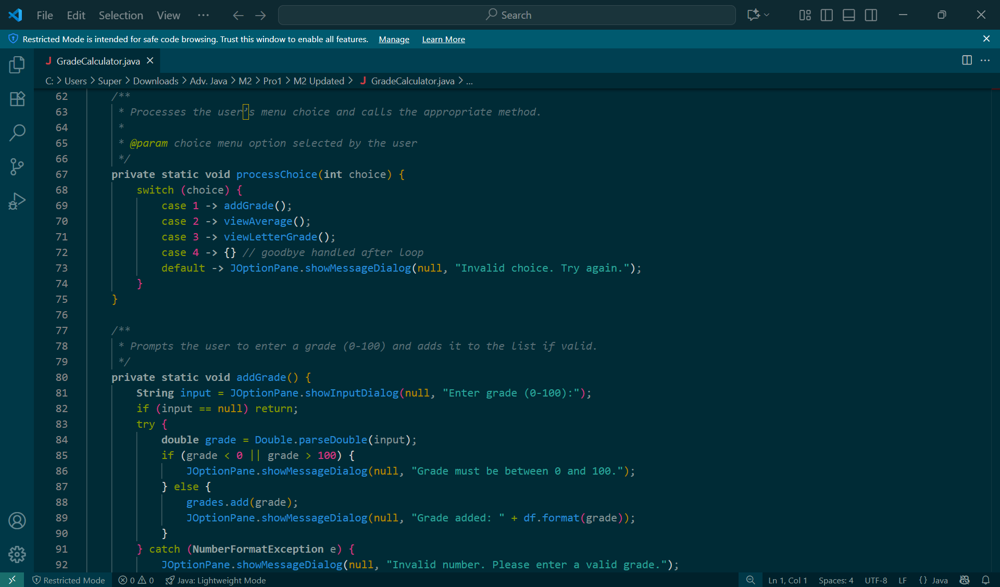 File Edit Selection View ··· Search
Restricted Mode is intended for safe code browsing. Trust this window to enable all features. Manage Learn More
J GradeCalculator.java
C: > Users > Super > Downloads > Adv. Java > M2 > Pro1 > M2 Updated > J GradeCalculator.java > ...
62 /**
63 * Processes the user’s menu choice and calls the appropriate method.
64 *
65 * @param choice menu option selected by the user
66 */
67 private static void processChoice(int choice) {
68 switch (choice) {
69 case 1 -> addGrade();
70 case 2 -> viewAverage();
71 case 3 -> viewLetterGrade();
72 case 4 -> {} // goodbye handled after loop
73 default -> JOptionPane.showMessageDialog(null, "Invalid choice. Try again.");
74 }
75 }
76
77 /**
78 * Prompts the user to enter a grade (0-100) and adds it to the list if valid.
79 */
80 private static void addGrade() {
81 String input = JOptionPane.showInputDialog(null, "Enter grade (0-100):");
82 if (input == null) return;
83 try {
84 double grade = Double.parseDouble(input);
85 if (grade < 0 || grade > 100) {
86 JOptionPane.showMessageDialog(null, "Grade must be between 0 and 100.");
87 } else {
88 grades.add(grade);
89 JOptionPane.showMessageDialog(null, "Grade added: " + df.format(grade));
90 }
91 } catch (NumberFormatException e) {
92 JOptionPane.showMessageDialog(null, "Invalid number. Please enter a valid grade.");
Restricted Mode 0 0 Java: Lightweight Mode Ln 1, Col 1 Spaces: 4 UTF-8 LF {} Java